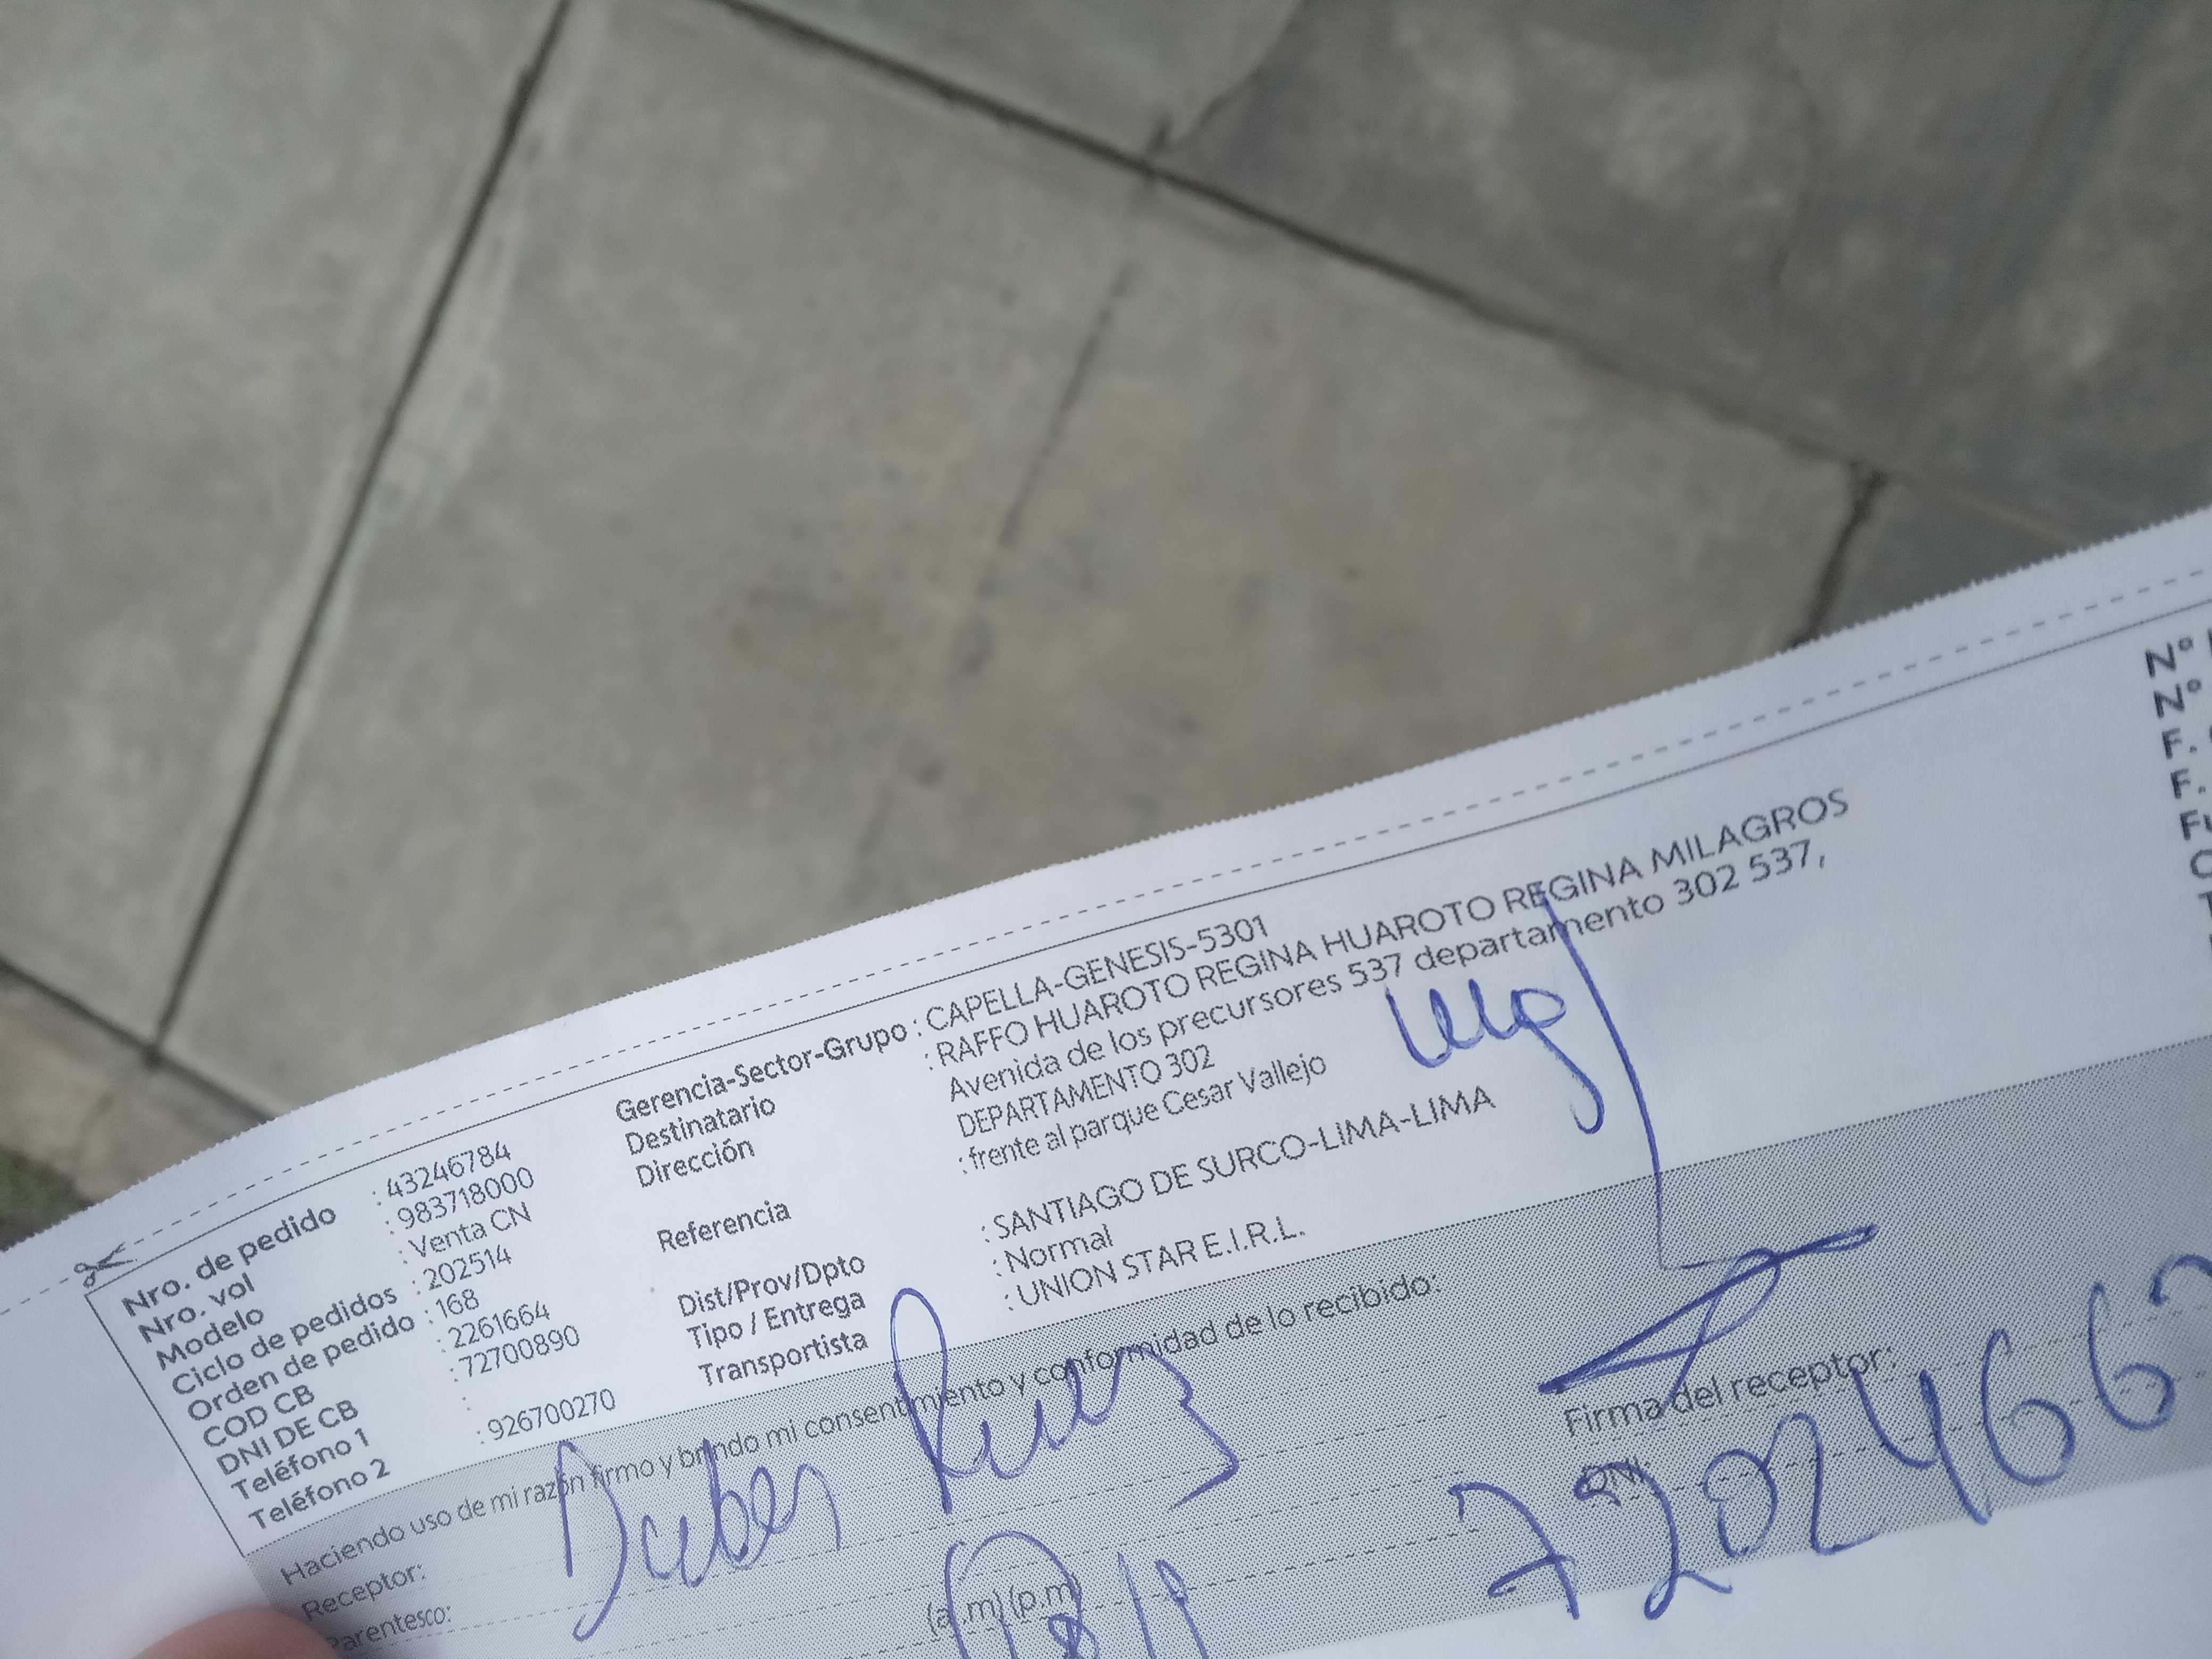 Nro. de pedido : 43246784
Nro. vol : 983718000
Modelo : Venta CN
Ciclo de pedidos : 202514
Orden de pedido : 168
COD CB : 2261664
DNI DE CB : 72700890
Teléfono 1 :
Teléfono 2 : 926700270
Gerencia-Sector-Grupo : CAPELLA-GENESIS-5301
Destinatario : RAFFO HUAROTO REGINA HUAROTO REGINA MILAGROS
Dirección Avenida de los precursores 537 departamento 302 537,
DEPARTAMENTO 302
Referencia : frente al parque Cesar Vallejo
Dist/Prov/Dpto : SANTIAGO DE SURCO-LIMA-LIMA
Tipo / Entrega : Normal
Transportista : UNION STAR E.I.R.L.
N°
N°
F.
F.
Haciendo uso de mi razón firmo y brindo mi consentimiento y conformidad de lo recibido:
Receptor:
Parentesco:
(a.m) (p.m)
Firma del receptor:
DNI: 7202466